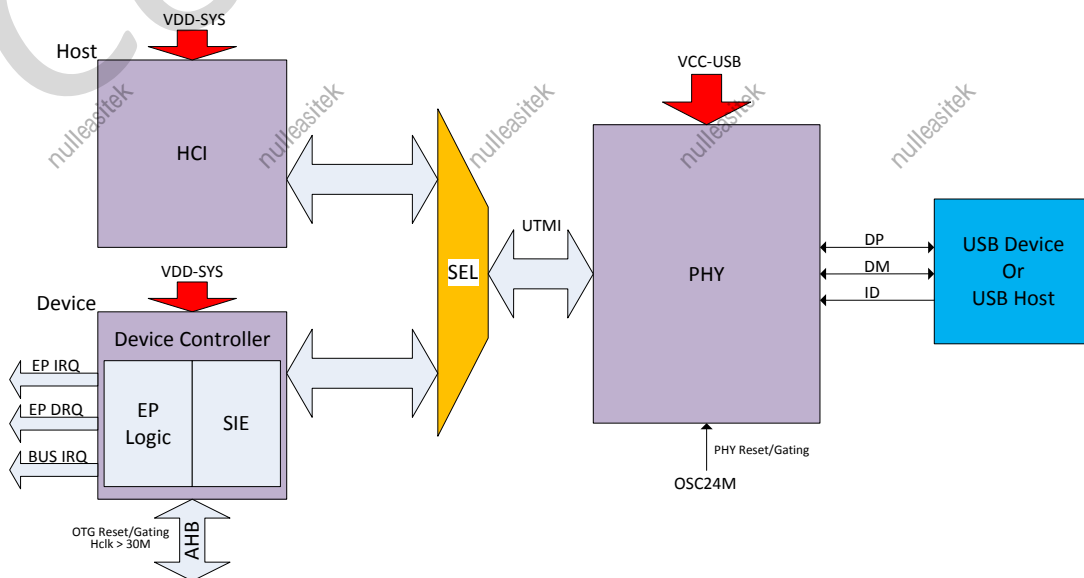 VDD-SYS
Host
HCI
VCC-USB
nulleasitek
nulleasitek
nulleasitek
nulleasitek
nulleasitek
UTMI
SEL
PHY
DP
DM
ID
USB Device
Or
USB Host
VDD-SYS
Device
Device Controller
EP IRQ
EP DRQ
BUS IRQ
EP
Logic
SIE
PHY Reset/Gating
OSC24M
OTG Reset/Gating
Hclk > 30M
AHB